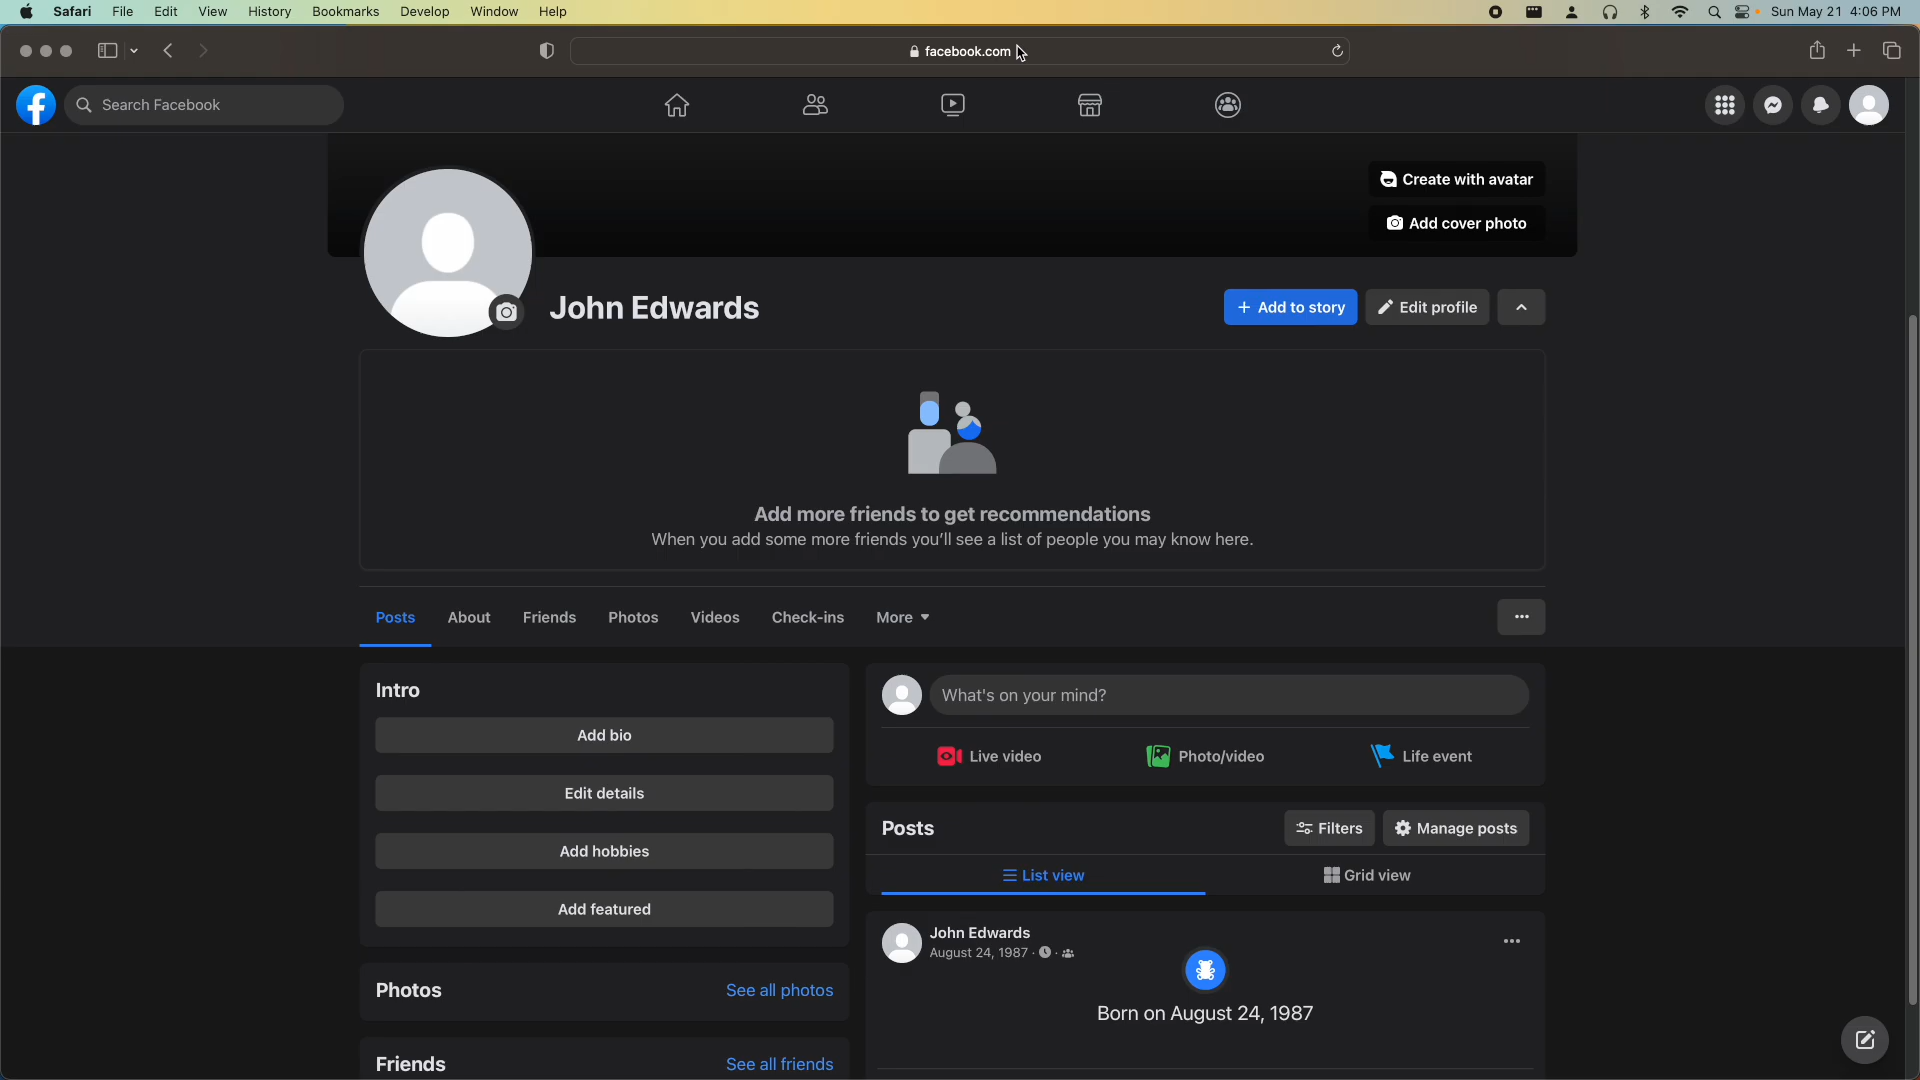 Safari File Edit View History Bookmarks Develop Window Help Sun May 21 4:06 PM
facebook.com
Search Facebook
Create with avatar
Add cover photo
John Edwards
+ Add to story Edit profile
Add more friends to get recommendations
When you add some more friends you'll see a list of people you may know here.
Posts About Friends Photos Videos Check-ins More
Intro
Add bio
Edit details
Add hobbies
Add featured
Photos See all photos
Friends See all friends
What's on your mind?
Live video Photo/video Life event
Posts Filters Manage posts
List view Grid view
John Edwards
August 24, 1987 · ·
Born on August 24, 1987